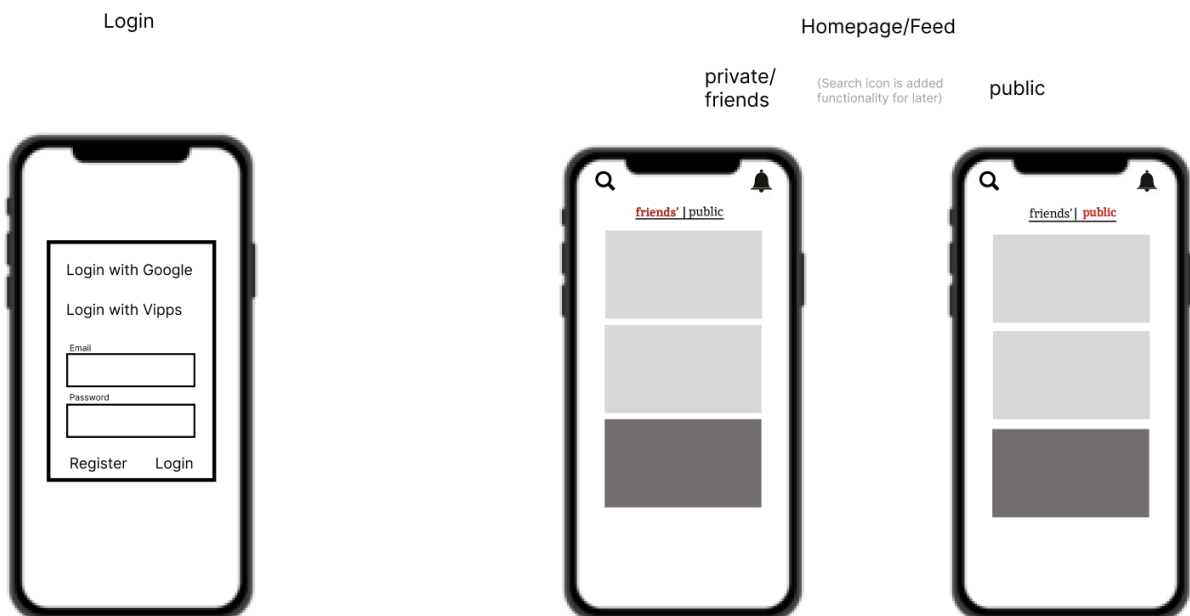 Login
Homepage/Feed
private/
friends
(Search icon is added
functionality for later)
public
Login with Google
Login with Vipps
Email
Password
Register Login
friends' | public
friends' | public